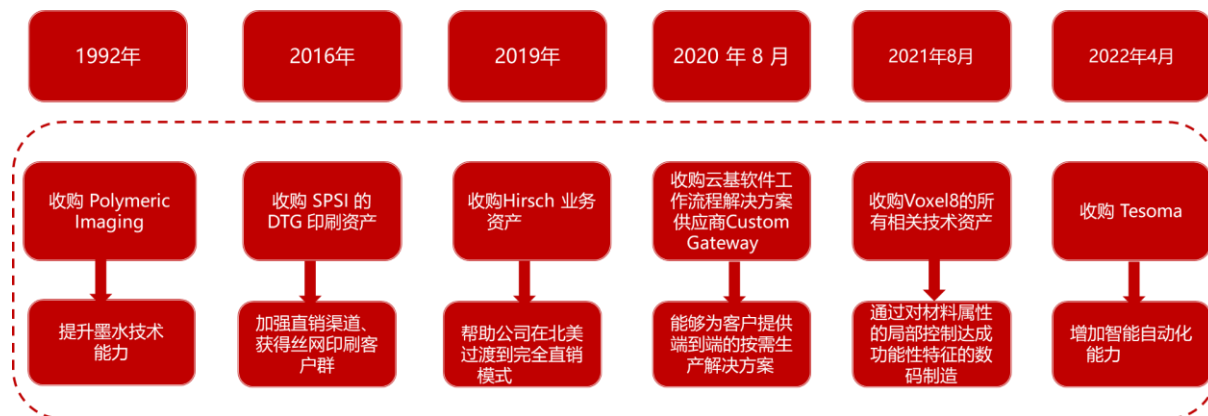 1992年
2016年
2019年
2020 年 8 月
2021年8月
2022年4月
收购 Polymeric
Imaging
收购 SPSI 的
DTG 印刷资产
收购Hirsch 业务
资产
收购云基软件工
作流程解决方案
供应商Custom
Gateway
收购Voxel8的所
有相关技术资产
收购 Tesoma
提升墨水技术
能力
加强直销渠道、
获得丝网印刷客
户群
帮助公司在北美
过渡到完全直销
模式
能够为客户提供
端到端的按需生
产解决方案
通过对材料属性
的局部控制达成
功能性特征的数
码制造
增加智能自动化
能力